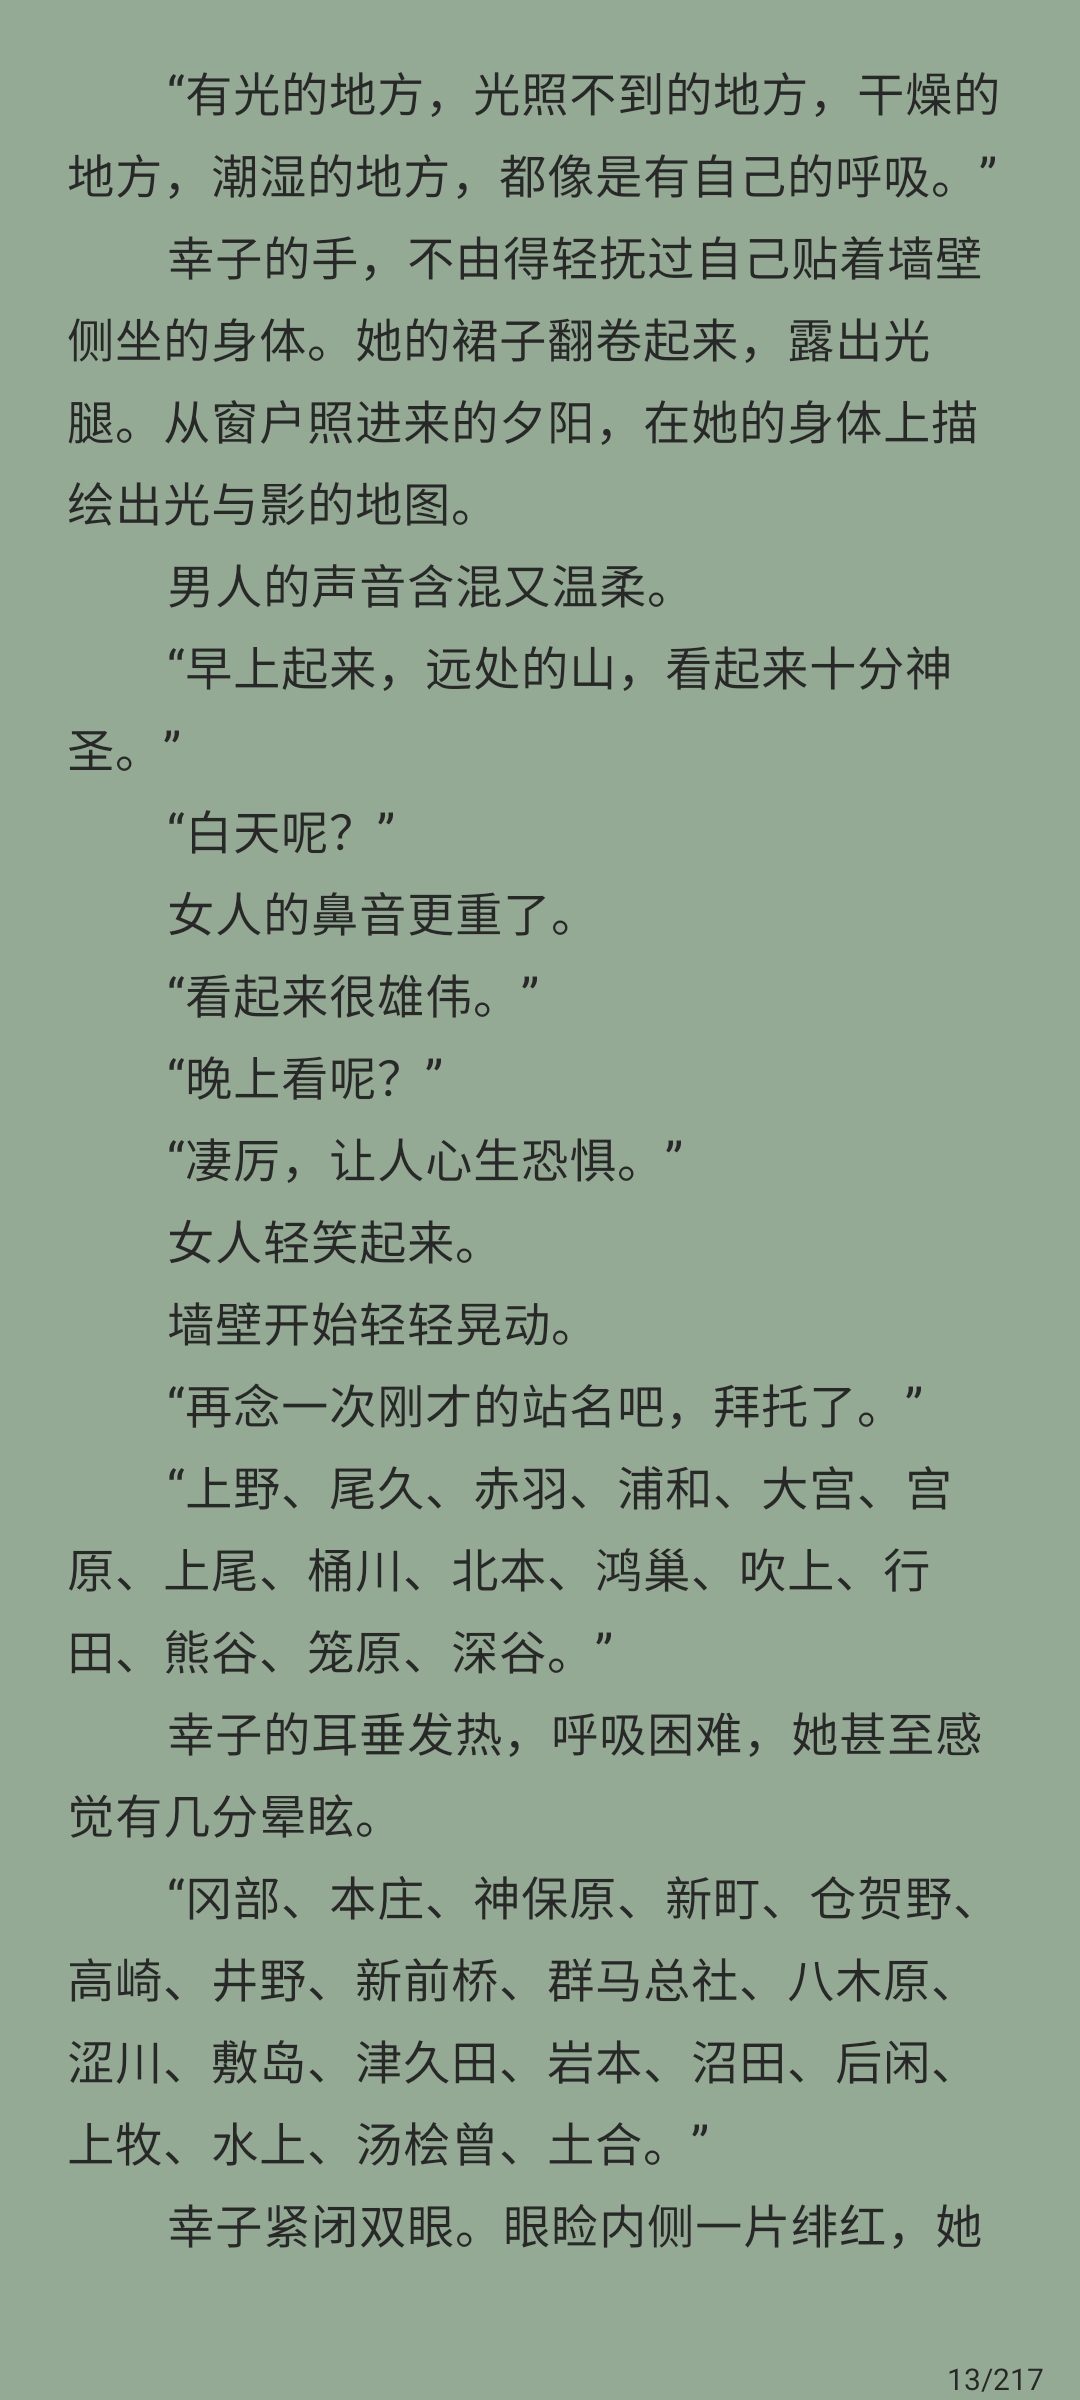 “有光的地方，光照不到的地方，干燥的
地方，潮湿的地方，都像是有自己的呼吸。”
幸子的手，不由得轻抚过自己贴着墙壁
侧坐的身体。她的裙子翻卷起来，露出光
腿。从窗户照进来的夕阳，在她的身体上描
绘出光与影的地图。
男人的声音含混又温柔。
“早上起来，远处的山，看起来十分神
圣。”
“白天呢？”
女人的鼻音更重了。
“看起来很雄伟。”
“晚上看呢？”
“凄厉，让人心生恐惧。”
女人轻笑起来。
墙壁开始轻轻晃动。
“再念一次刚才的站名吧，拜托了。”
“上野、尾久、赤羽、浦和、大宫、宫
原、上尾、桶川、北本、鸿巢、吹上、行
田、熊谷、笼原、深谷。”
幸子的耳垂发热，呼吸困难，她甚至感
觉有几分晕眩。
“冈部、本庄、神保原、新町、仓贺野、
高崎、井野、新前桥、群马总社、八木原、
涩川、敷岛、津久田、岩本、沼田、后闲、
上牧、水上、汤桧曾、土合。”
幸子紧闭双眼。眼睑内侧一片绯红，她
13/217